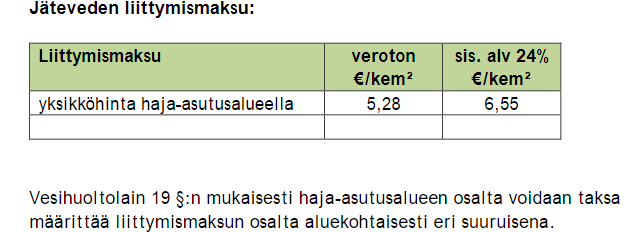 Jäteveden liittymismaksu:
Liittymismaksu veroton sis. alv 24%
€/kem² €/kem²
yksikköhinta haja-asutusalueella 5,28 6,55
Vesihuoltolain 19 §:n mukaisesti haja-asutusalueen osalta voidaan taksa
määrittää liittymismaksun osalta aluekohtaisesti eri suuruisena.